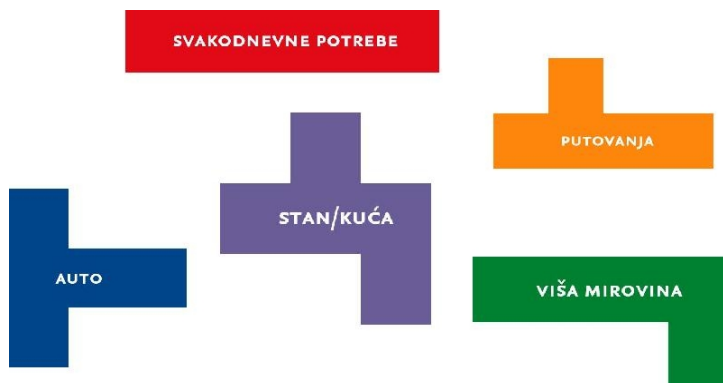 SVAKODNEVNE POTREBE
PUTOVANJA
STAN/KUĆA
AUTO
VIŠA MIROVINA